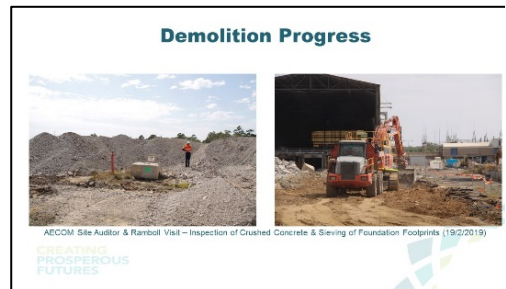 Demolition Progress
AECOM Site Auditor & Ramboll Visit – Inspection of Crushed Concrete & Sieving of Foundation Footprints (19/2/2019)
CREATING
PROSPEROUS
FUTURES